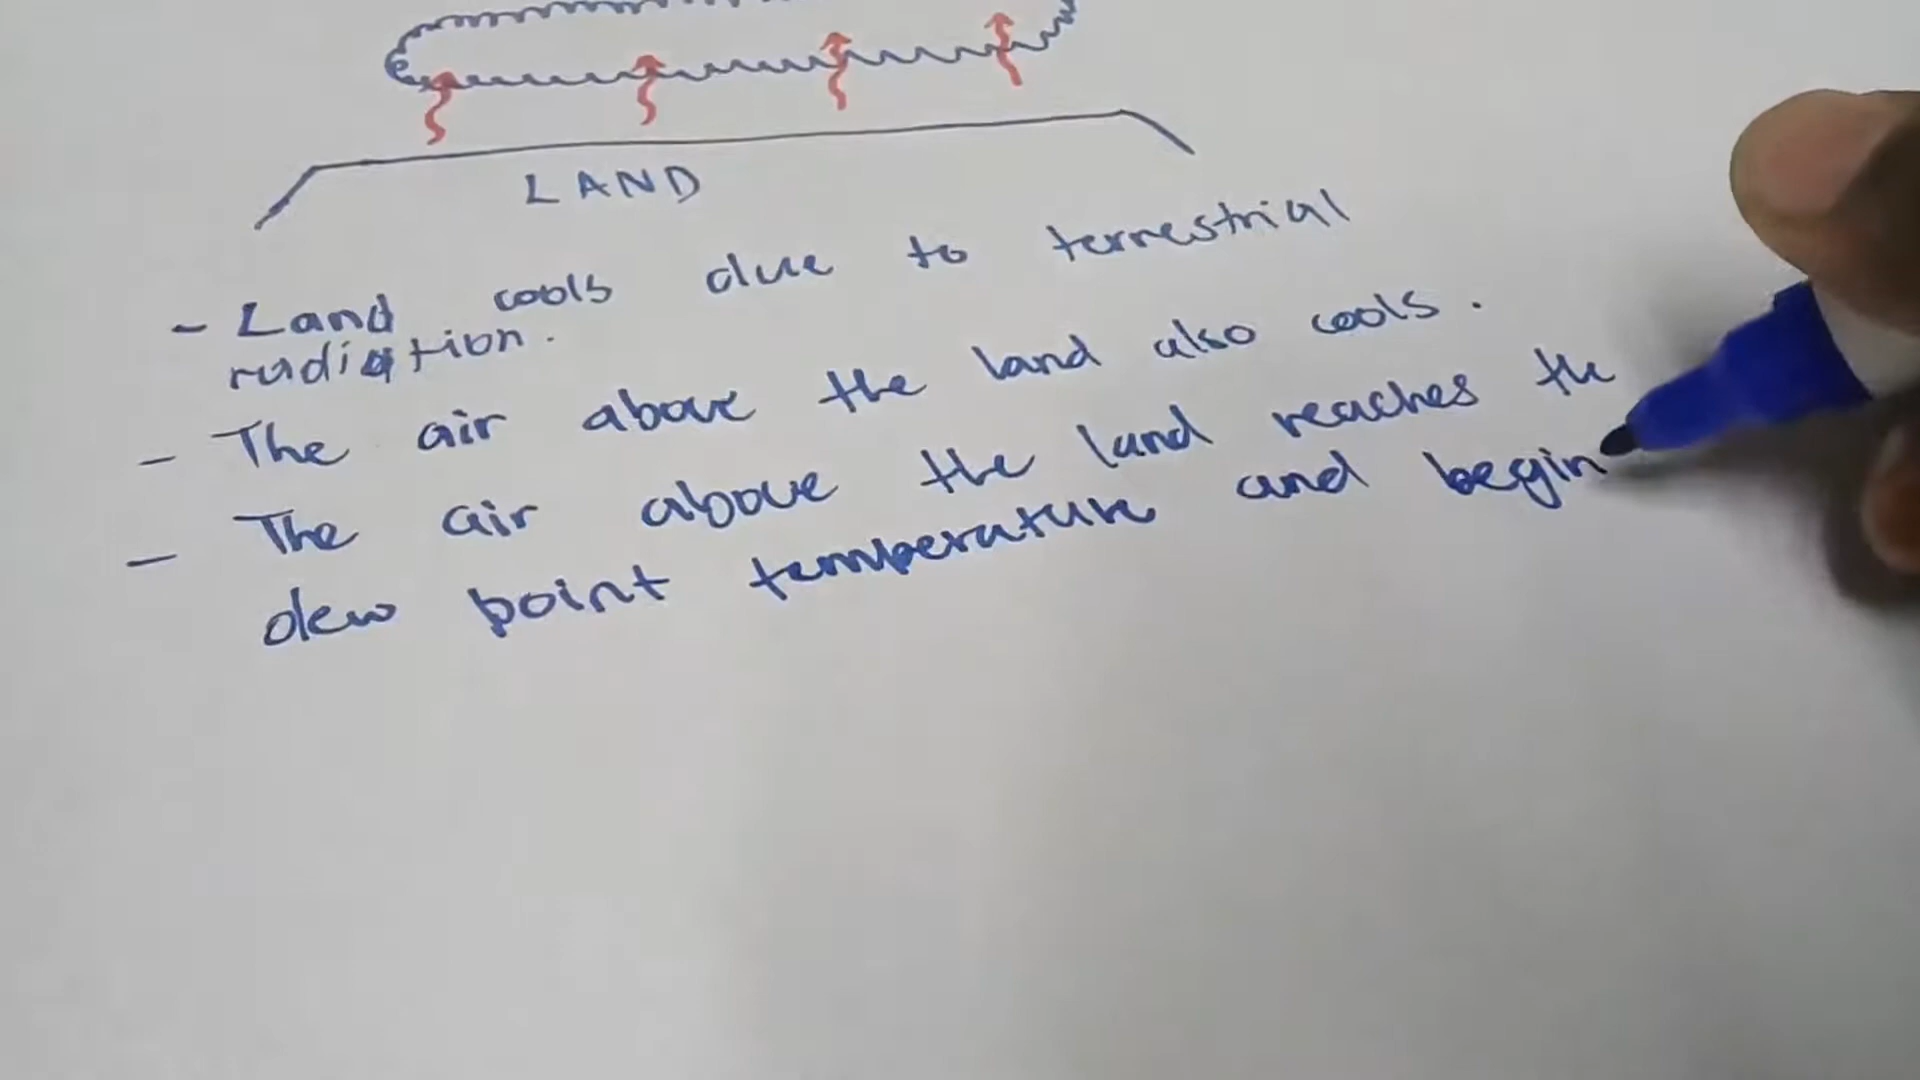 LAND
- Land cools due to terrestrial
radiation.
- The air above the land also cools.
- The air above the land reaches the
dew point temperature and begin